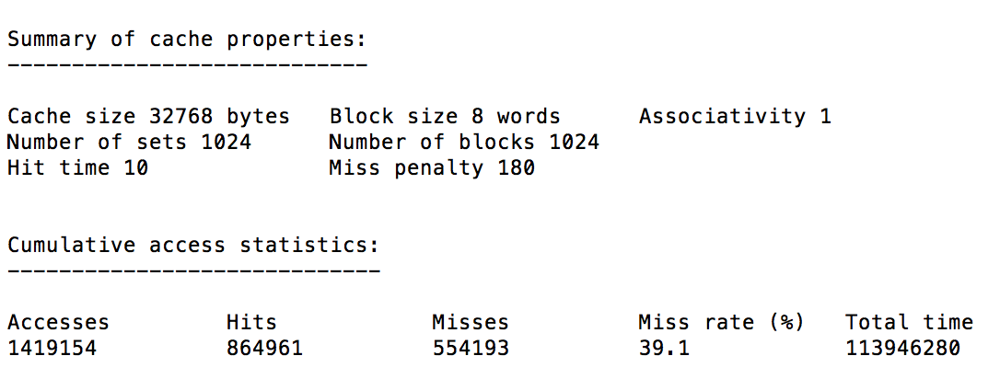 Summary of cache properties:
----------------------------
Cache size 32768 bytes   Block size 8 words      Associativity 1
Number of sets 1024      Number of blocks 1024
Hit time 10              Miss penalty 180
Cumulative access statistics:
-----------------------------
Accesses         Hits            Misses          Miss rate (%)   Total time
1419154          864961          554193          39.1            113946280